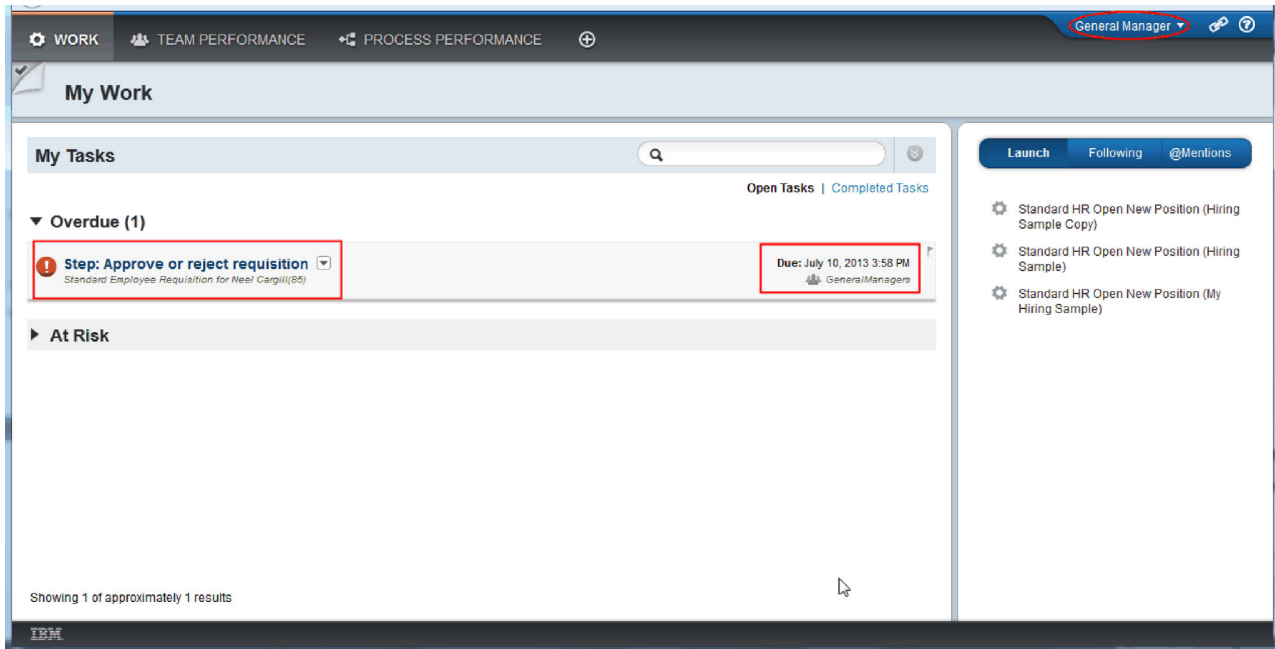 WORK TEAM PERFORMANCE PROCESS PERFORMANCE General Manager
My Work
My Tasks
Open Tasks | Completed Tasks
Overdue (1)
Step: Approve or reject requisition
Standard Employee Requisition for Neel Cargill(85)
Due: July 10, 2013 3:58 PM
GeneralManagers
At Risk
Showing 1 of approximately 1 results
Launch Following @Mentions
Standard HR Open New Position (Hiring
Sample Copy)
Standard HR Open New Position (Hiring
Sample)
Standard HR Open New Position (My
Hiring Sample)
IBM.